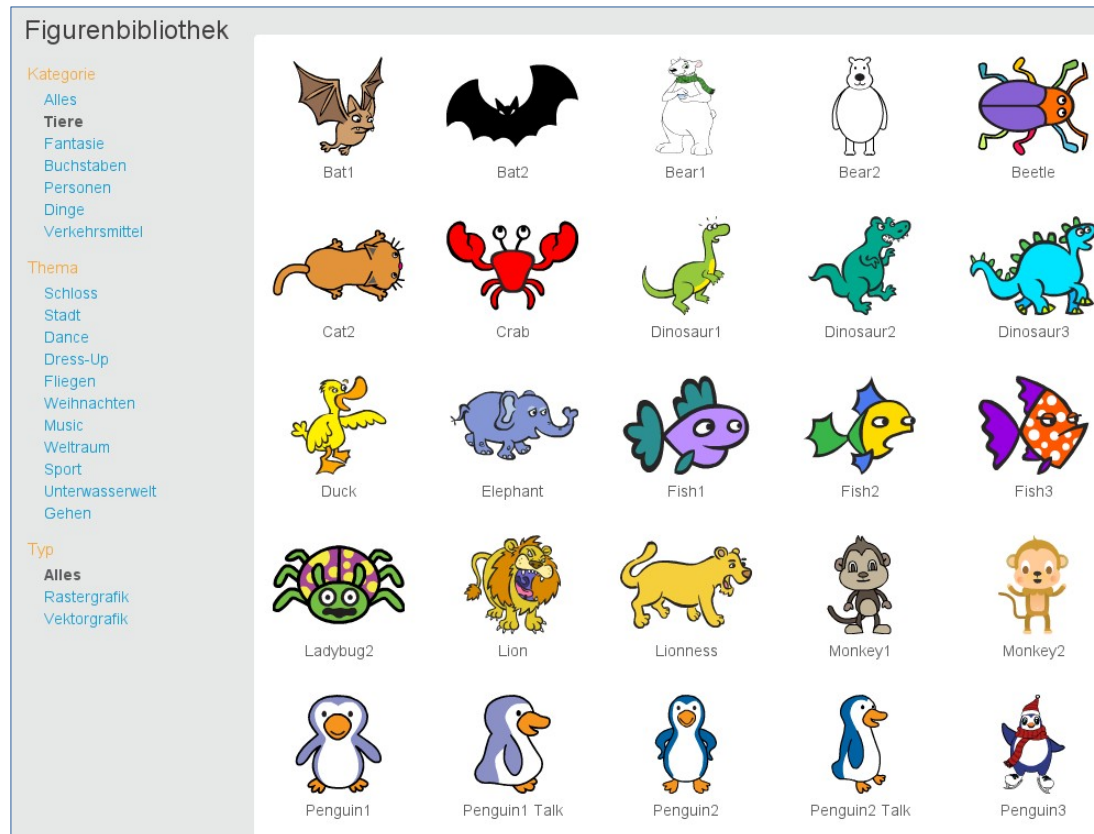 Figurenbibliothek
Kategorie
Alles
Tiere
Fantasie
Buchstaben
Personen
Dinge
Verkehrsmittel
Thema
Schloss
Stadt
Dance
Dress-Up
Fliegen
Weihnachten
Music
Weltraum
Sport
Unterwasserwelt
Gehen
Typ
Alles
Rastergrafik
Vektorgrafik
Bat1 Bat2 Bear1 Bear2 Beetle
Cat2 Crab Dinosaur1 Dinosaur2 Dinosaur3
Duck Elephant Fish1 Fish2 Fish3
Ladybug2 Lion Lionness Monkey1 Monkey2
Penguin1 Penguin1 Talk Penguin2 Penguin2 Talk Penguin3